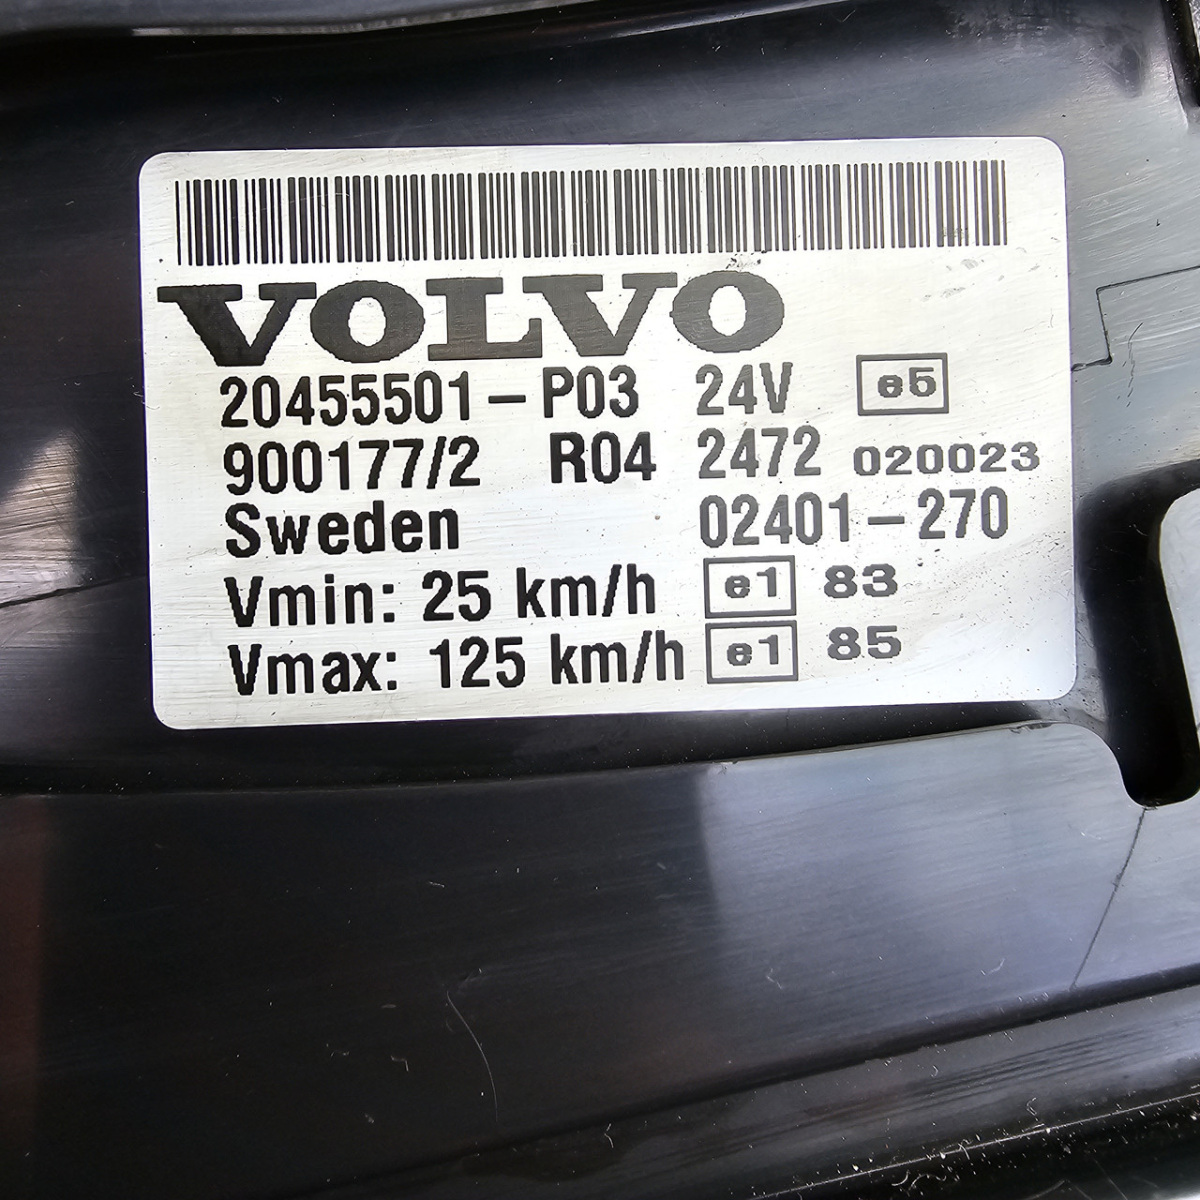 VOLVO
20455501-P03 24V e5
900177/2 R04 2472 020023
Sweden 02401-270
Vmin: 25 km/h e1 83
Vmax: 125 km/h e1 85